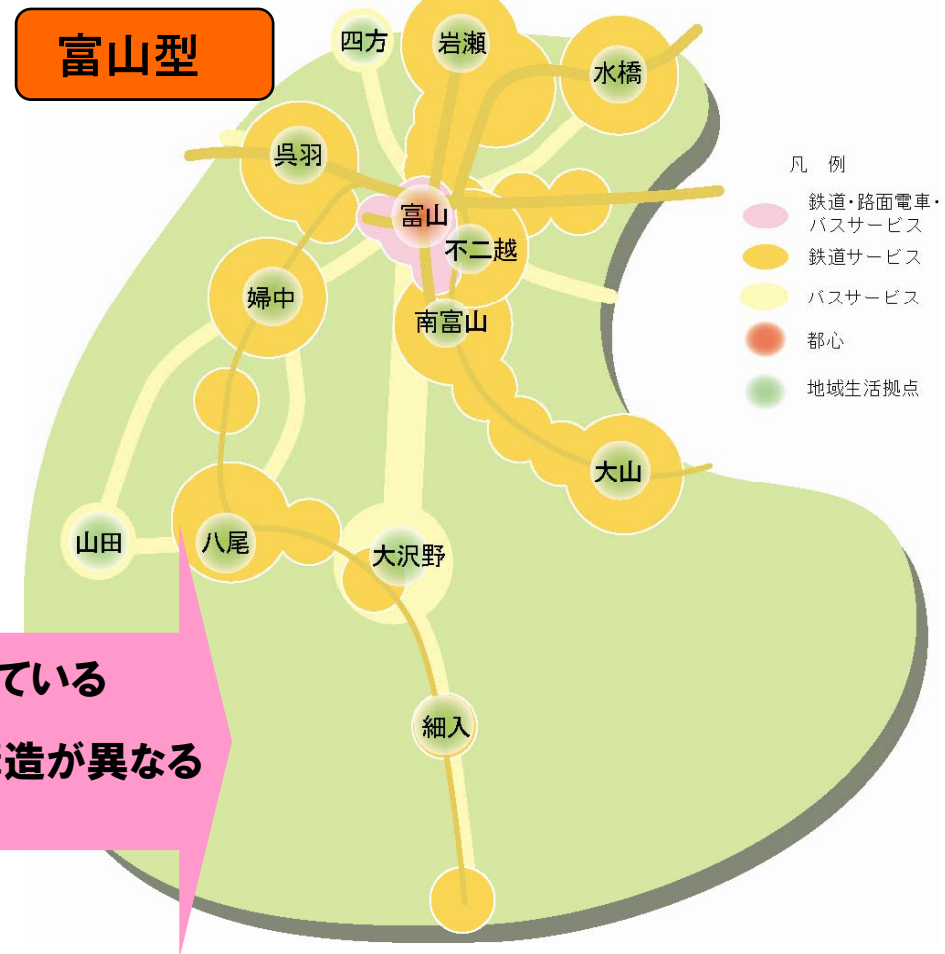 富山型
四方
岩瀬
水橋
呉羽
富山
不二越
婦中
南富山
大山
山田
八尾
大沢野
細入
凡 例
鉄道・路面電車・
バスサービス
鉄道サービス
バスサービス
都心
地域生活拠点
ている
造が異なる